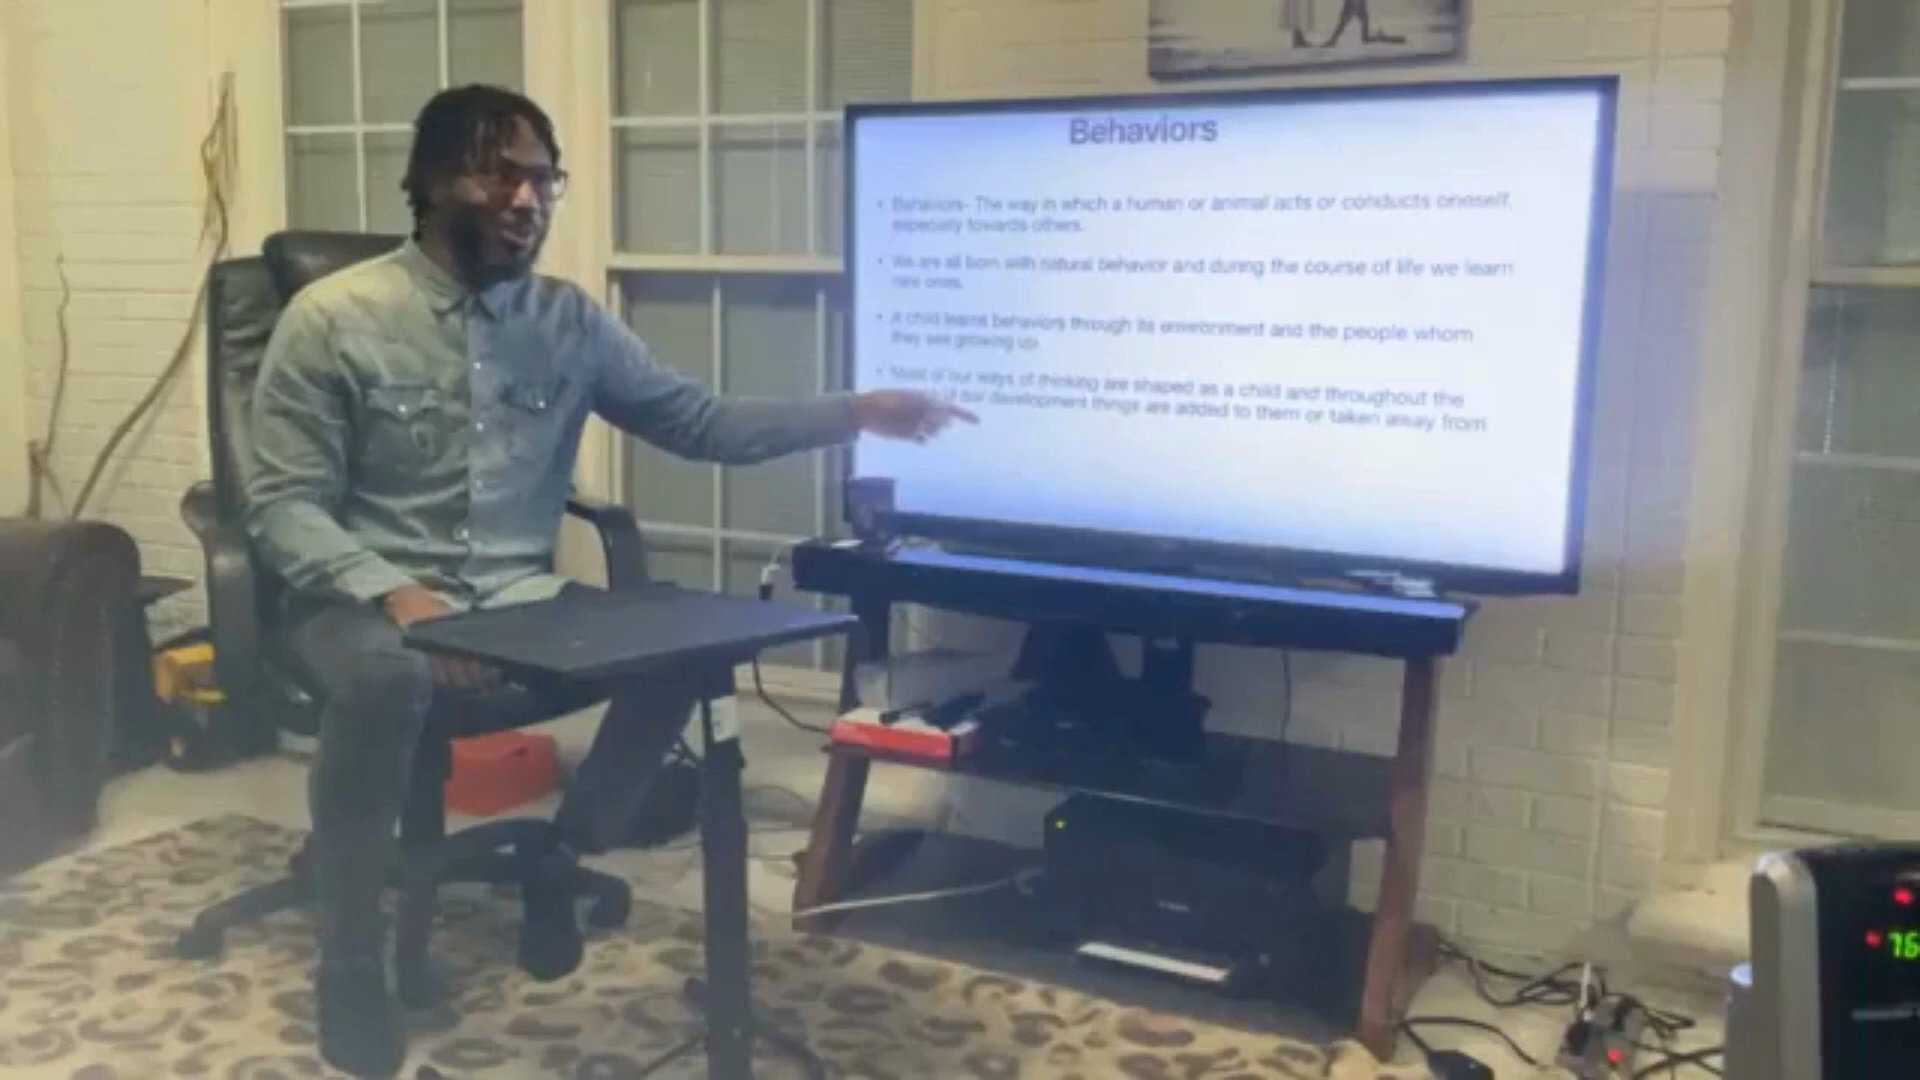 Behaviors
• Behaviors- The way in which a human or animal acts or conducts oneself,
especially towards others.
• We are all born with natural behavior and during the course of life we learn
new ones.
• A child learns behaviors through its environment and the people whom
they see growing up.
• Most of our ways of thinking are shaped as a child and throughout the
of our development things are added to them or taken away from
76